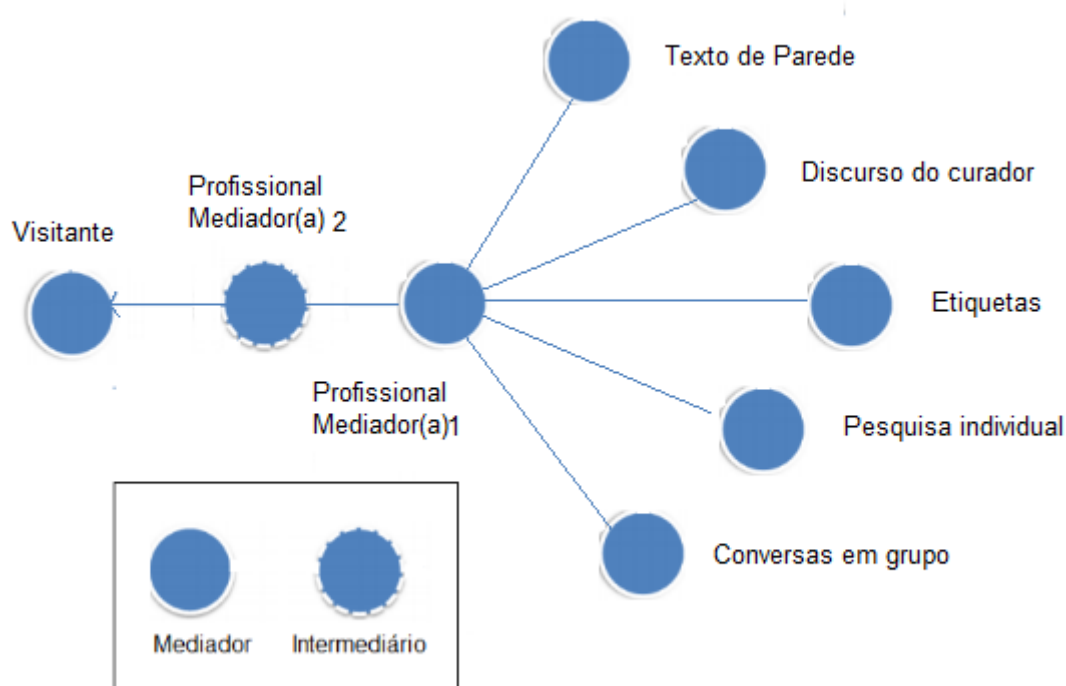 Texto de Parede
Discurso do curador
Profissional
Mediador(a) 2
Visitante
Etiquetas
Profissional
Mediador(a)1
Pesquisa individual
Conversas em grupo
Mediador
Intermediário